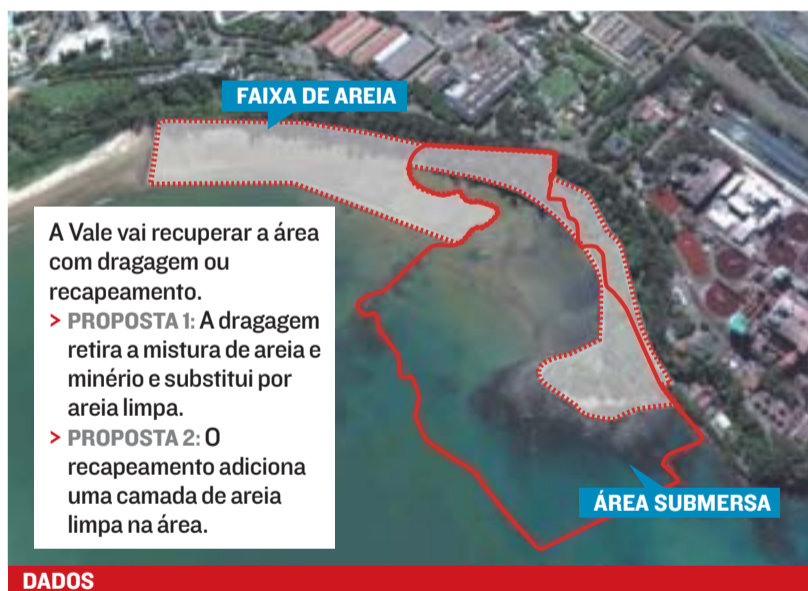 FAIXA DE AREIA
A Vale vai recuperar a área
com dragagem ou
recapeamento.
> PROPOSTA 1: A dragagem
retira a mistura de areia e
minério e substitui por
areia limpa.
> PROPOSTA 2: O
recapeamento adiciona
uma camada de areia
limpa na área.
ÁREA SUBMERSA
DADOS